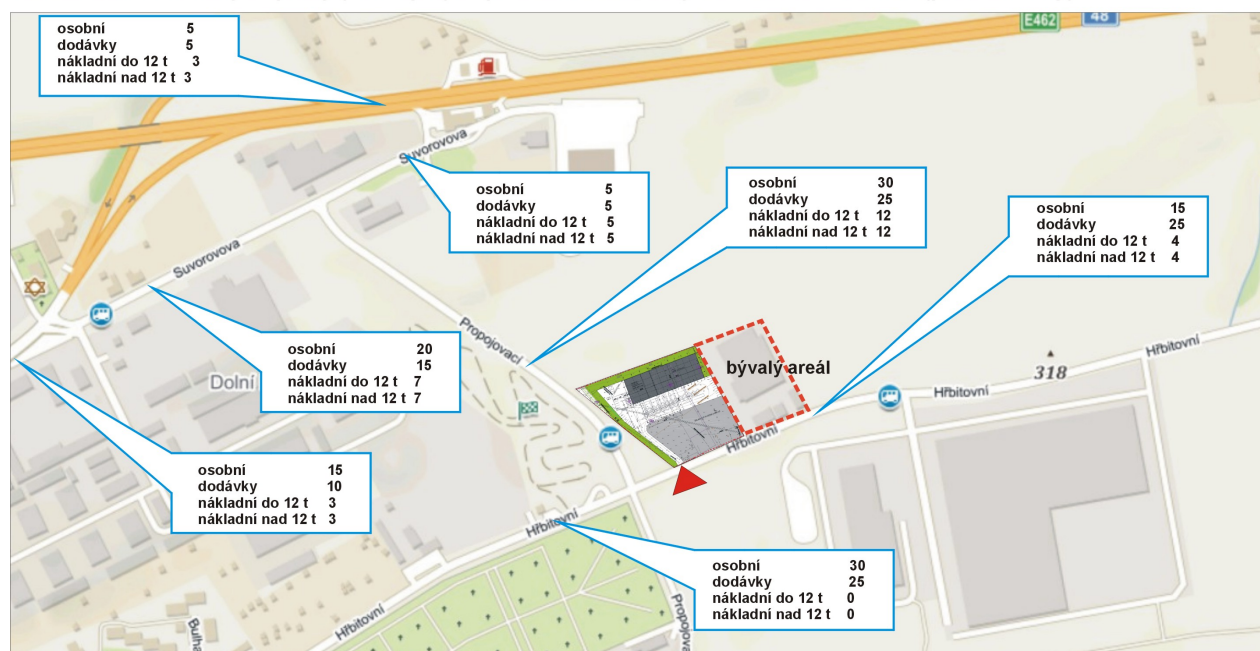 E462
48
osobní 5
dodávky 5
nákladní do 12 t 3
nákladní nad 12 t 3
Suvorovova
osobní 5
dodávky 5
nákladní do 12 t 5
nákladní nad 12 t 5
osobní 30
dodávky 25
nákladní do 12 t 12
nákladní nad 12 t 12
osobní 15
dodávky 25
nákladní do 12 t 4
nákladní nad 12 t 4
Suvorovova
Propojovací
osobní 20
dodávky 15
nákladní do 12 t 7
nákladní nad 12 t 7
Dolní
bývalý areál
318
Hřbitovní
Hřbitovní
Hřbitovní
osobní 15
dodávky 10
nákladní do 12 t 3
nákladní nad 12 t 3
Hřbitovní
osobní 30
dodávky 25
nákladní do 12 t 0
nákladní nad 12 t 0
Hřbitovní
Bulha
Propojova